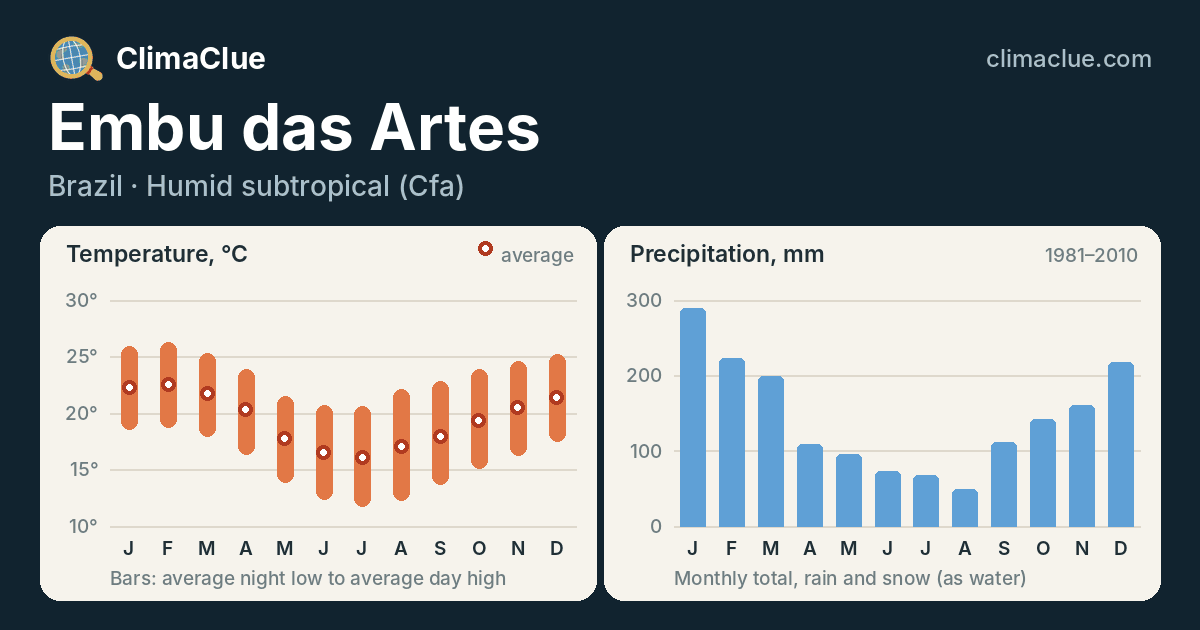 ClimaClue
climaclue.com
Embu das Artes
Brazil · Humid subtropical (Cfa)
Temperature, °C
average
30°
25°
20°
15°
10°
J F M A M J J A S O N D
Bars: average night low to average day high
Precipitation, mm
1981–2010
300
200
100
0
J F M A M J J A S O N D
Monthly total, rain and snow (as water)